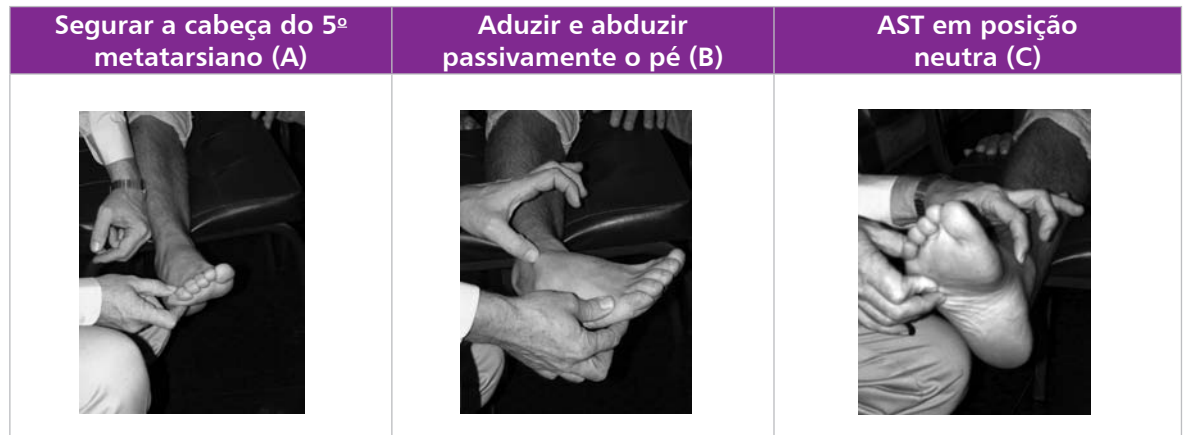 Segurar a cabeça do 5º
metatarsiano (A)
Aduzir e abduzir
passivamente o pé (B)
AST em posição
neutra (C)